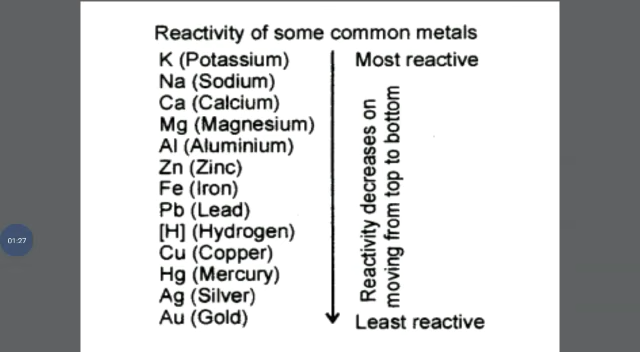 Reactivity of some common metals
K (Potassium)
Most reactive
Na (Sodium)
Ca (Calcium)
Mg (Magnesium)
Al (Aluminium)
Zn (Zinc)
Fe (Iron)
Pb (Lead)
[H] (Hydrogen)
Cu (Copper)
Hg (Mercury)
Ag (Silver)
Au (Gold)
Reactivity decreases on
moving from top to bottom
Least reactive
01:27